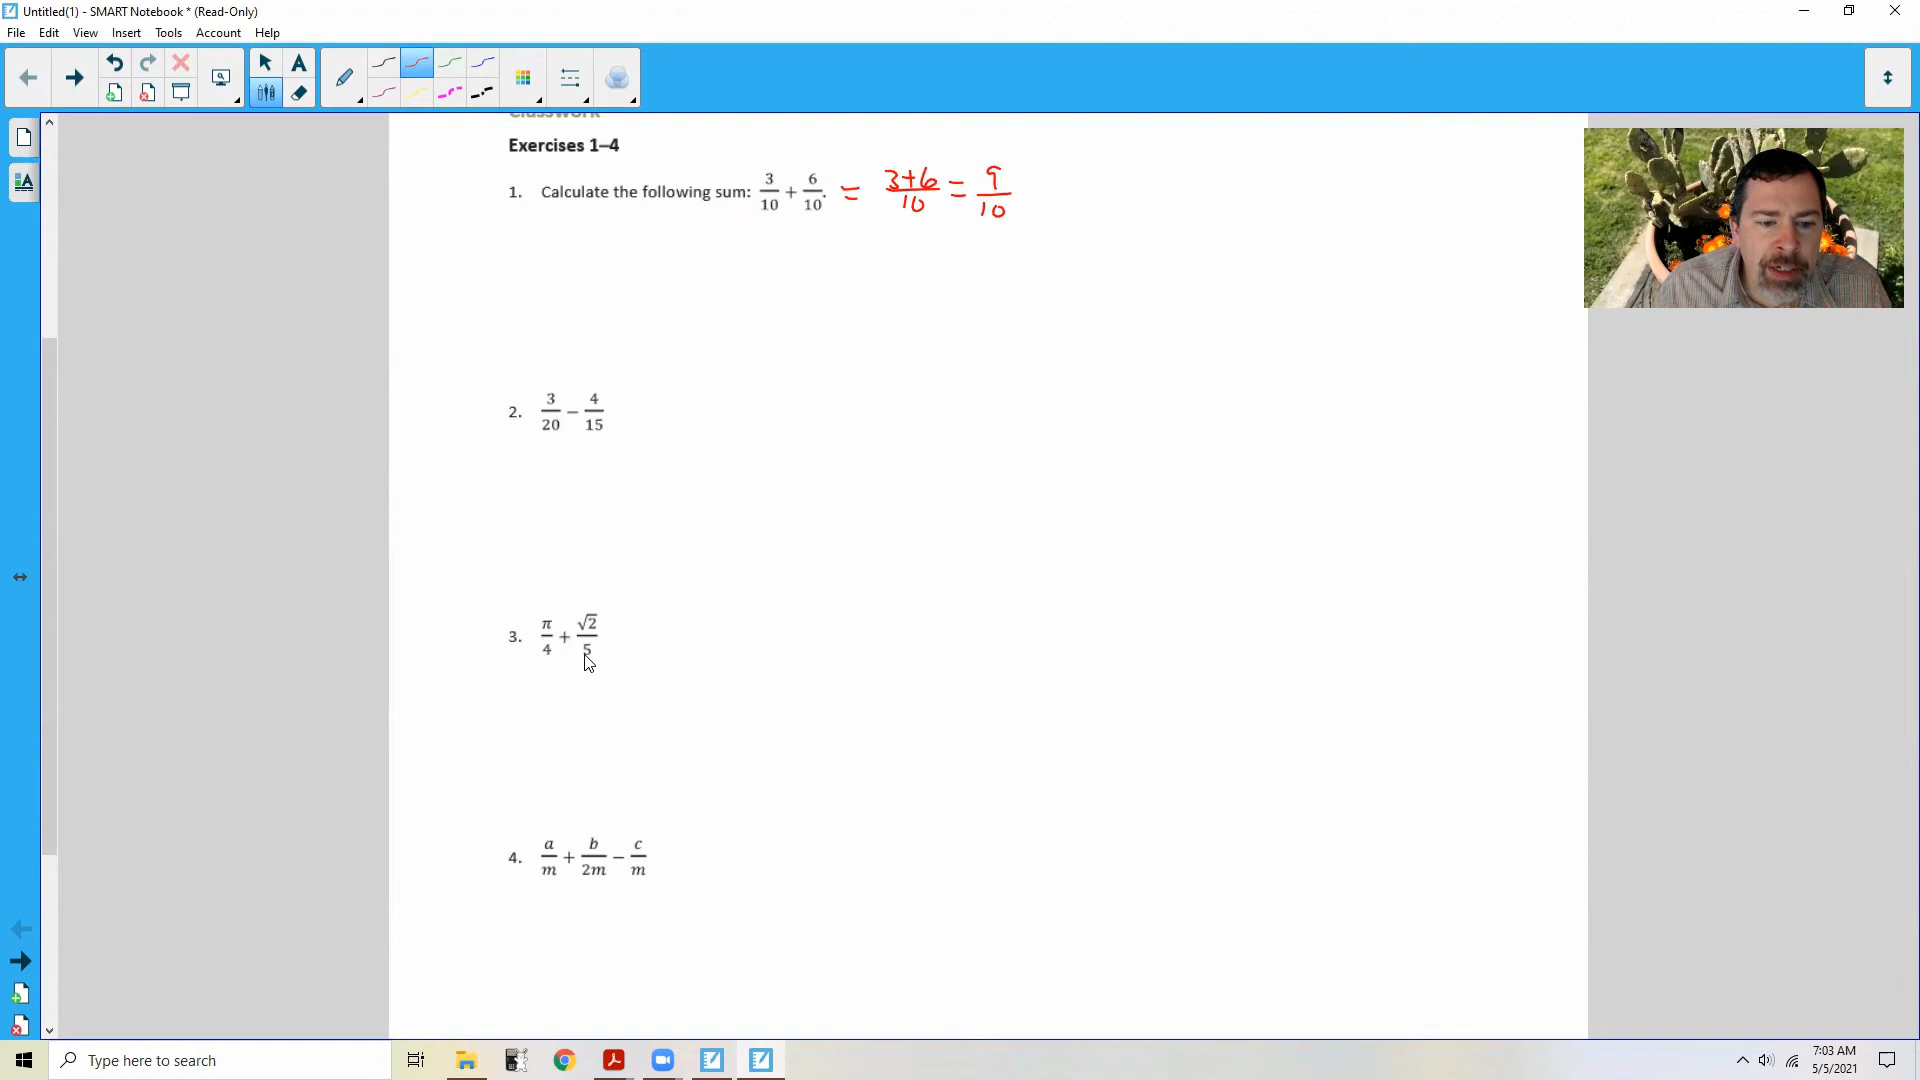 Untitled(1) - SMART Notebook * (Read-Only)
File Edit View Insert Tools Draw Account Help
Classwork
Exercises 1–4
1. Calculate the following sum: 3/10 + 6/10. = 3+6/10 = 9/10
2. 3/20 − 4/15
3. π/4 + √2/5
4. a/m + b/2m − c/m
Type here to search
7:03 AM
5/5/2021